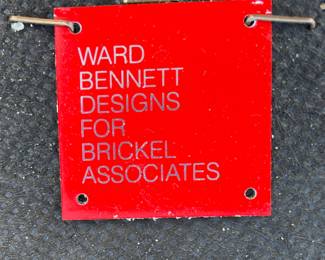 WARD
BENNETT
DESIGNS
FOR
BRICKEL
ASSOCIATES